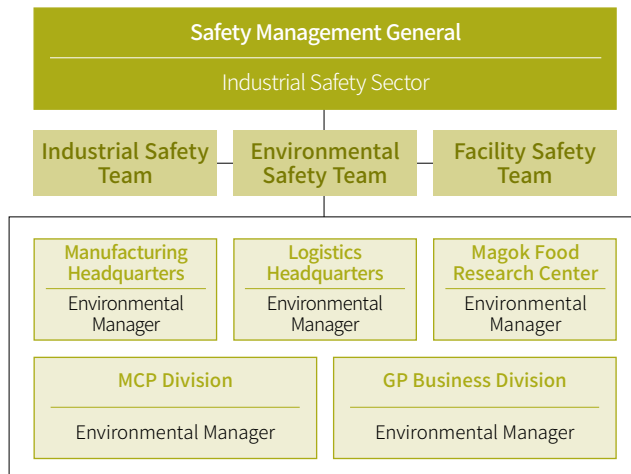 Safety Management General
Industrial Safety Sector
Industrial Safety
Team
Environmental
Safety Team
Facility Safety
Team
Manufacturing
Headquarters
Environmental
Manager
Logistics
Headquarters
Environmental
Manager
Magok Food
Research Center
Environmental
Manager
MCP Division
Environmental Manager
GP Business Division
Environmental Manager